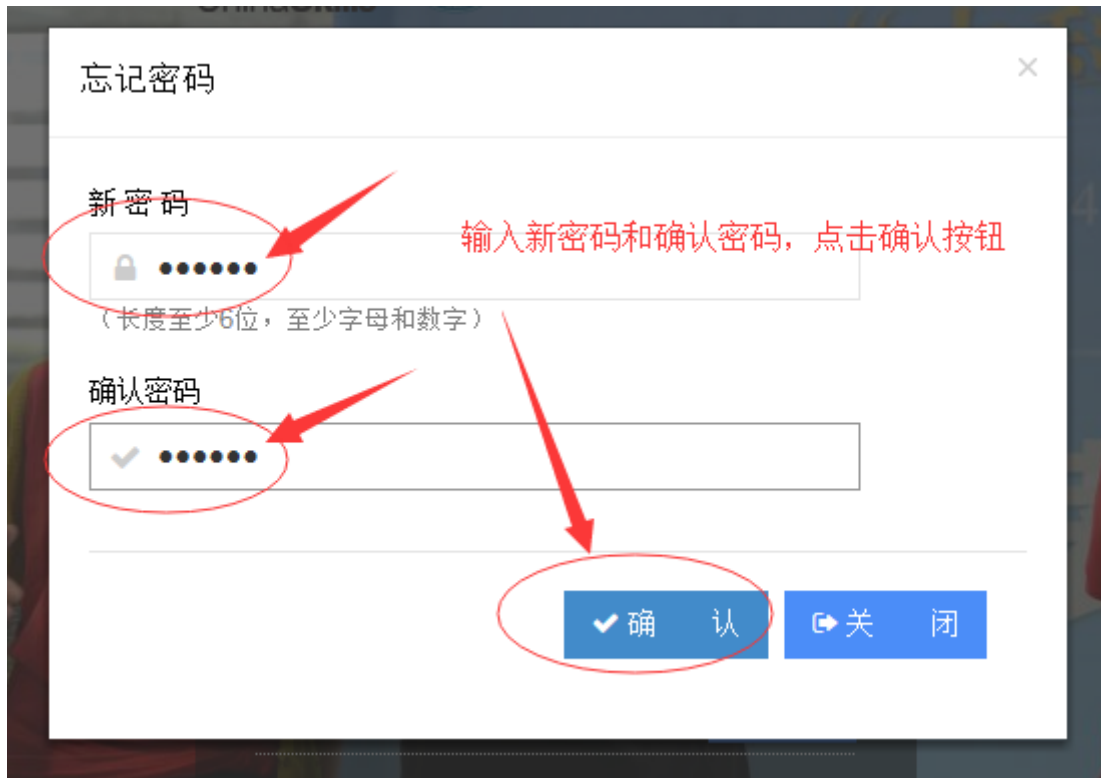 忘记密码
×
新密码
输入新密码和确认密码，点击确认按钮
••••••
（长度至少6位，至少字母和数字）
确认密码
••••••
确 认
关 闭